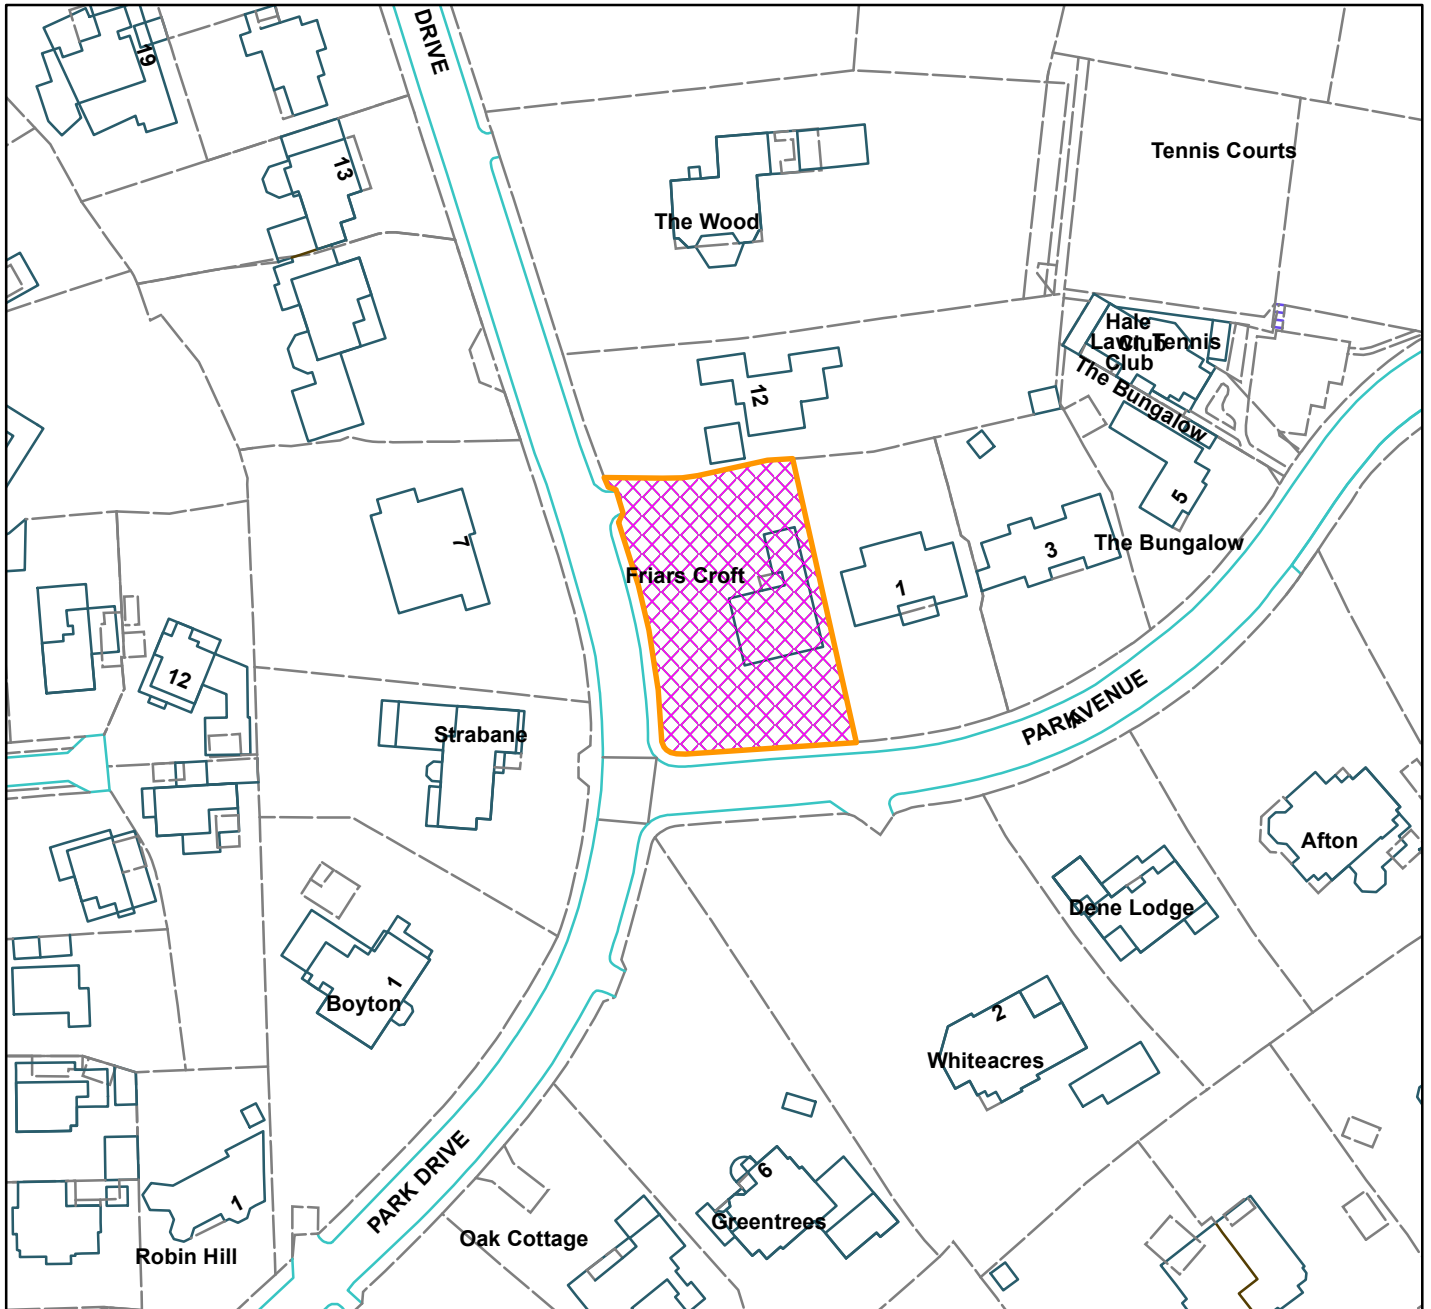 DRIVE
19
13
Tennis Courts
The Wood
Hale
Club
Lawn Tennis
Club
The Bungalow
12
5
7
Friars Croft
The Bungalow
3
1
12
Strabane
PARK AVENUE
PARK
Afton
Dene Lodge
Boyton
1
2
Whiteacres
PARK DRIVE
6
Greentrees
Oak Cottage
1
Robin Hill